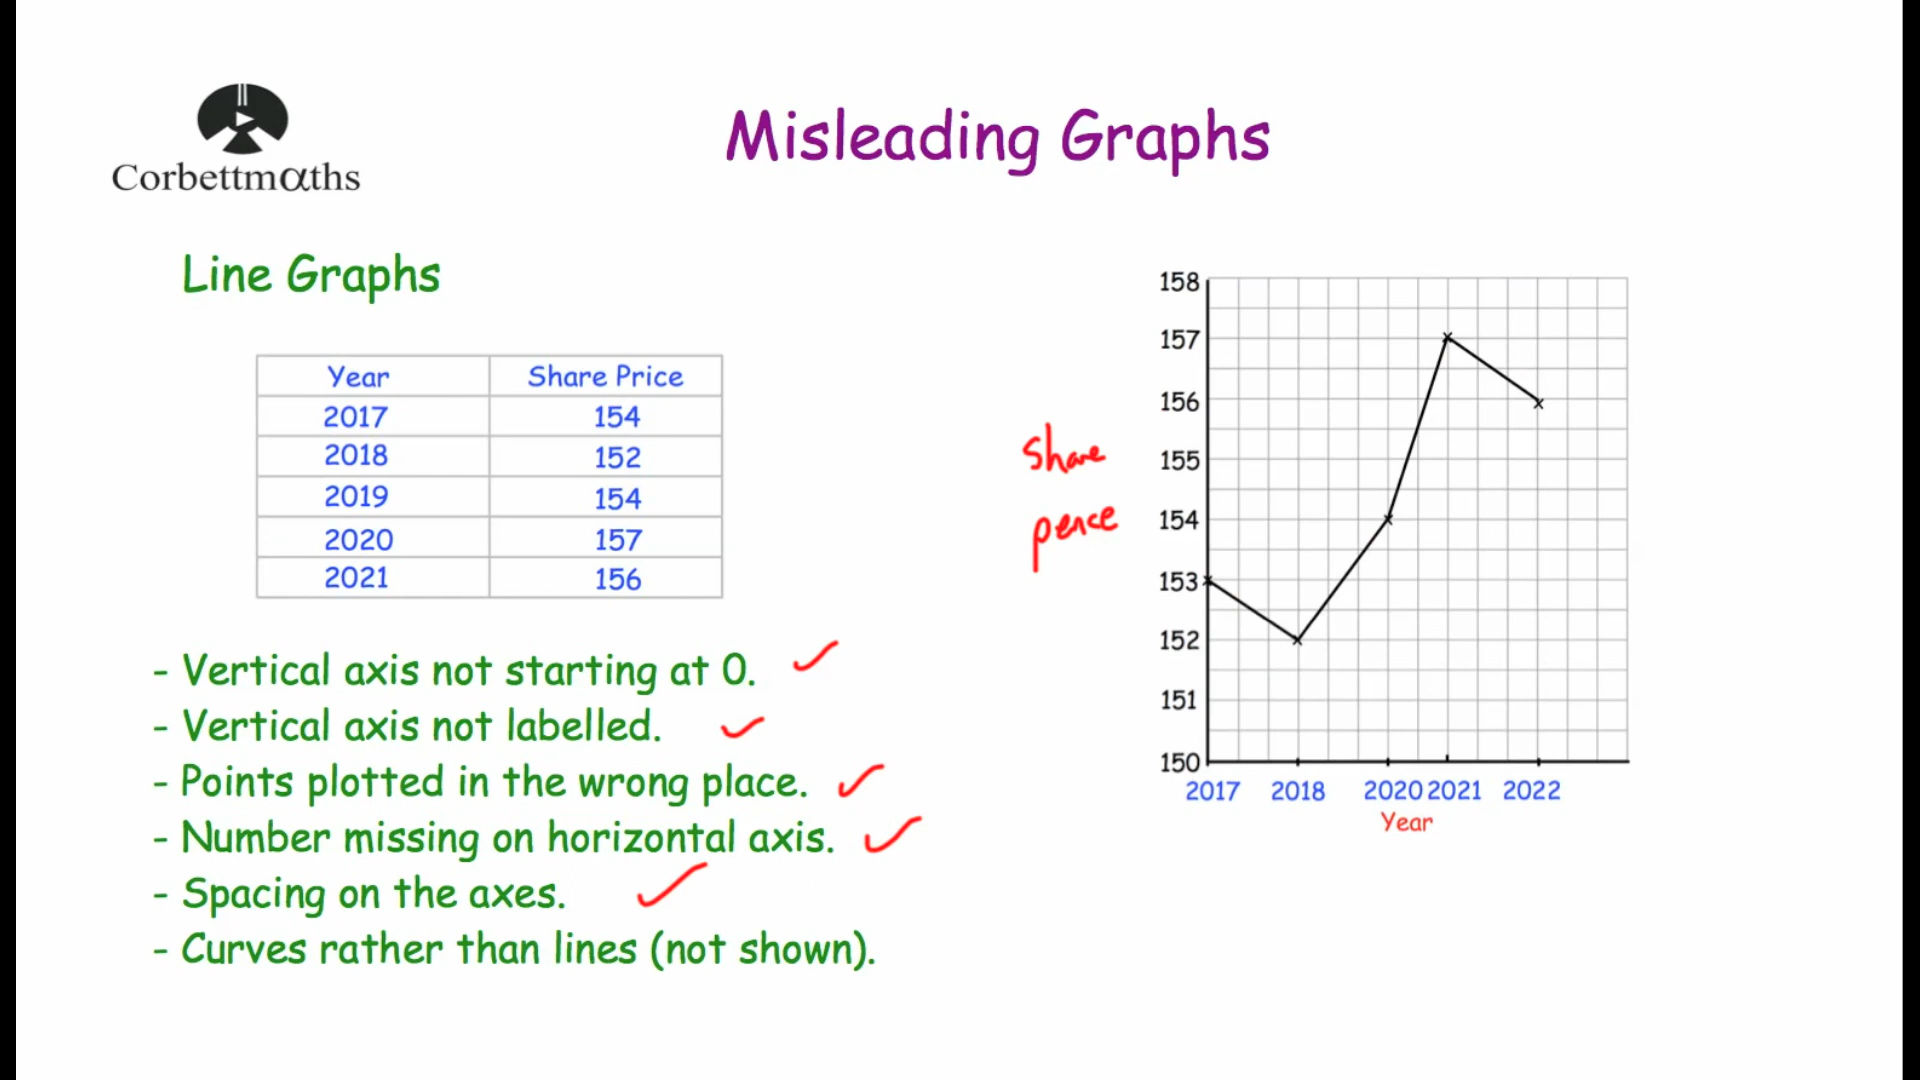 Misleading Graphs
Corbettmαths
Line Graphs
Year Share Price
2017 154
2018 152
2019 154
2020 157
2021 156
- Vertical axis not starting at 0.
- Vertical axis not labelled.
- Points plotted in the wrong place.
- Number missing on horizontal axis.
- Spacing on the axes.
- Curves rather than lines (not shown).
Share
pence
158
157
156
155
154
153
152
151
150
2017 2018 2020 2021 2022
Year